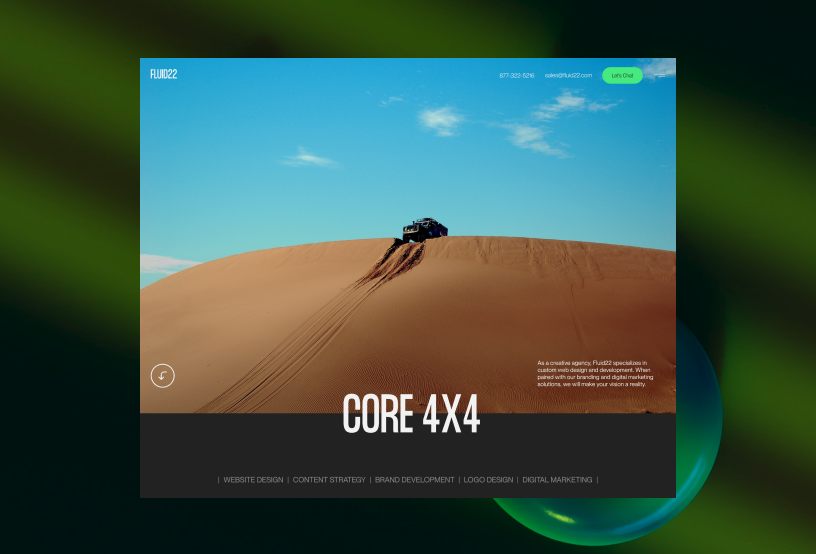 FLUID22
877-322-5216
sales@fluid22.com
Let's Chat
As a creative agency, Fluid22 specializes in
custom web design and development. When
paired with our branding and digital marketing
solutions, we will make your vision a reality.
CORE 4X4
| WEBSITE DESIGN | CONTENT STRATEGY | BRAND DEVELOPMENT | LOGO DESIGN | DIGITAL MARKETING |